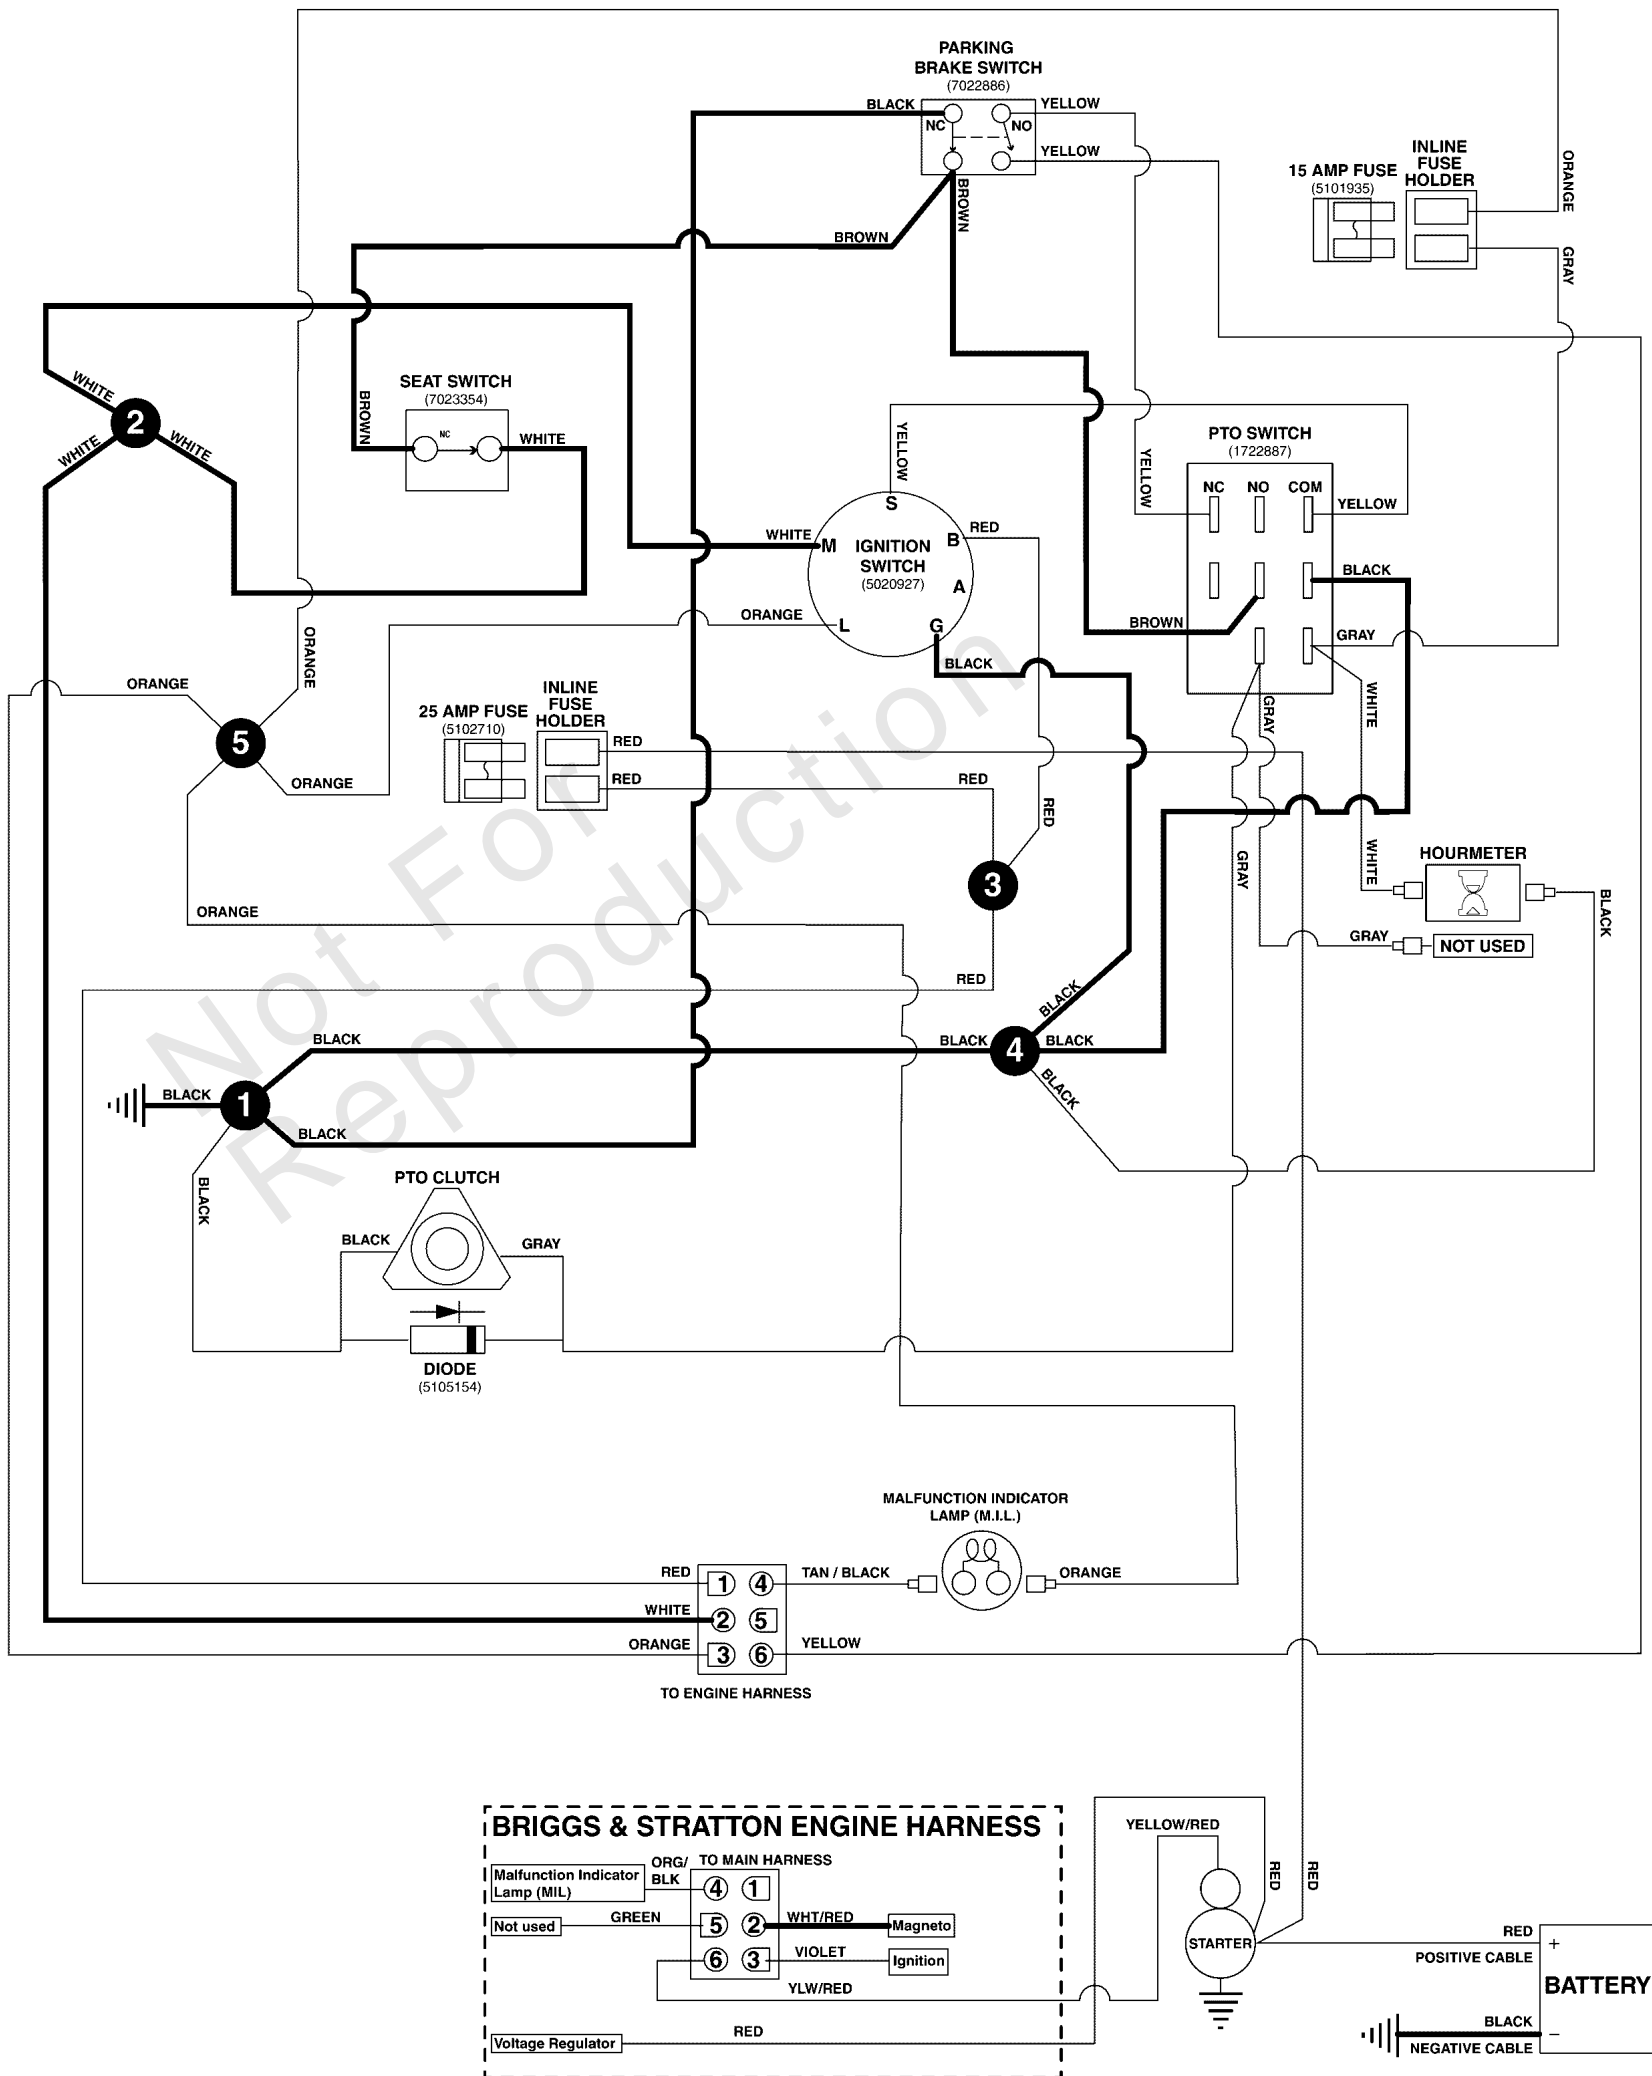 PARKING
BRAKE SWITCH
(7022886)
BLACK
YELLOW
NC
NO
YELLOW
BROWN
BROWN
15 AMP FUSE
(5101935)
INLINE
FUSE
HOLDER
ORANGE
GRAY
WHITE
2
WHITE
WHITE
SEAT SWITCH
(7023354)
BROWN
NC
WHITE
YELLOW
YELLOW
PTO SWITCH
(1722887)
NC NO COM
YELLOW
BLACK
BROWN
GRAY
WHITE
GRAY
S
RED
WHITE
M
B
IGNITION
SWITCH
(5020927)
A
ORANGE
L
G
BLACK
ORANGE
ORANGE
5
ORANGE
ORANGE
25 AMP FUSE
(5102710)
INLINE
FUSE
HOLDER
RED
RED
RED
RED
3
RED
GRAY
WHITE
HOURMETER
BLACK
GRAY
NOT USED
Not For
Reproduction
BLACK
BLACK
4
BLACK
BLACK
BLACK
BLACK
1
BLACK
BLACK
PTO CLUTCH
BLACK
GRAY
DIODE
(5105154)
MALFUNCTION INDICATOR
LAMP (M.I.L.)
RED
1
4
TAN / BLACK
ORANGE
WHITE
2
5
ORANGE
3
6
YELLOW
TO ENGINE HARNESS
BRIGGS & STRATTON ENGINE HARNESS
Malfunction Indicator
Lamp (MIL)
ORG/
BLK
TO MAIN HARNESS
4
1
Not used
GREEN
5
2
WHT/RED
Magneto
6
3
VIOLET
Ignition
YLW/RED
Voltage Regulator
RED
YELLOW/RED
RED
RED
STARTER
RED
POSITIVE CABLE
+
BATTERY
BLACK
NEGATIVE CABLE
−